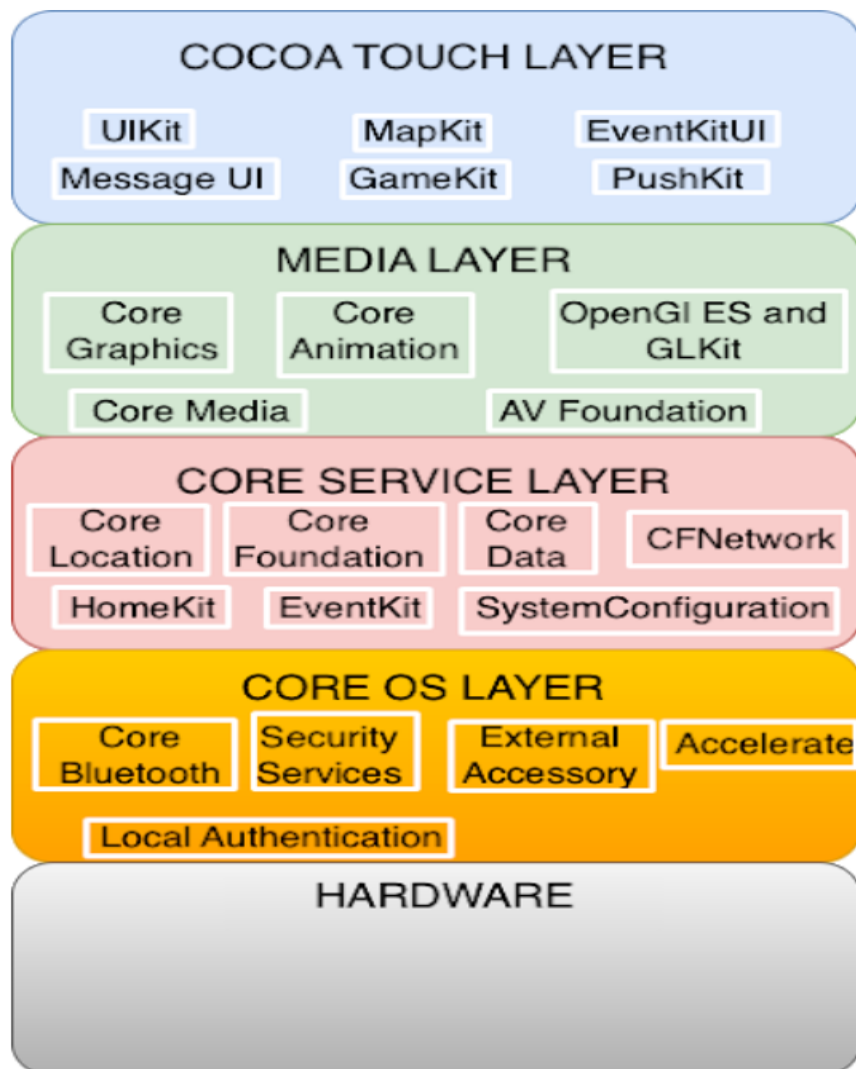 COCOA TOUCH LAYER
UIKit MapKit EventKitUI
Message UI GameKit PushKit
MEDIA LAYER
Core Graphics
Core Animation
OpenGl ES and GLKit
Core Media AV Foundation
CORE SERVICE LAYER
Core Location
Core Foundation
Core Data
CFNetwork
HomeKit EventKit SystemConfiguration
CORE OS LAYER
Core Bluetooth
Security Services
External Accessory
Accelerate
Local Authentication
HARDWARE